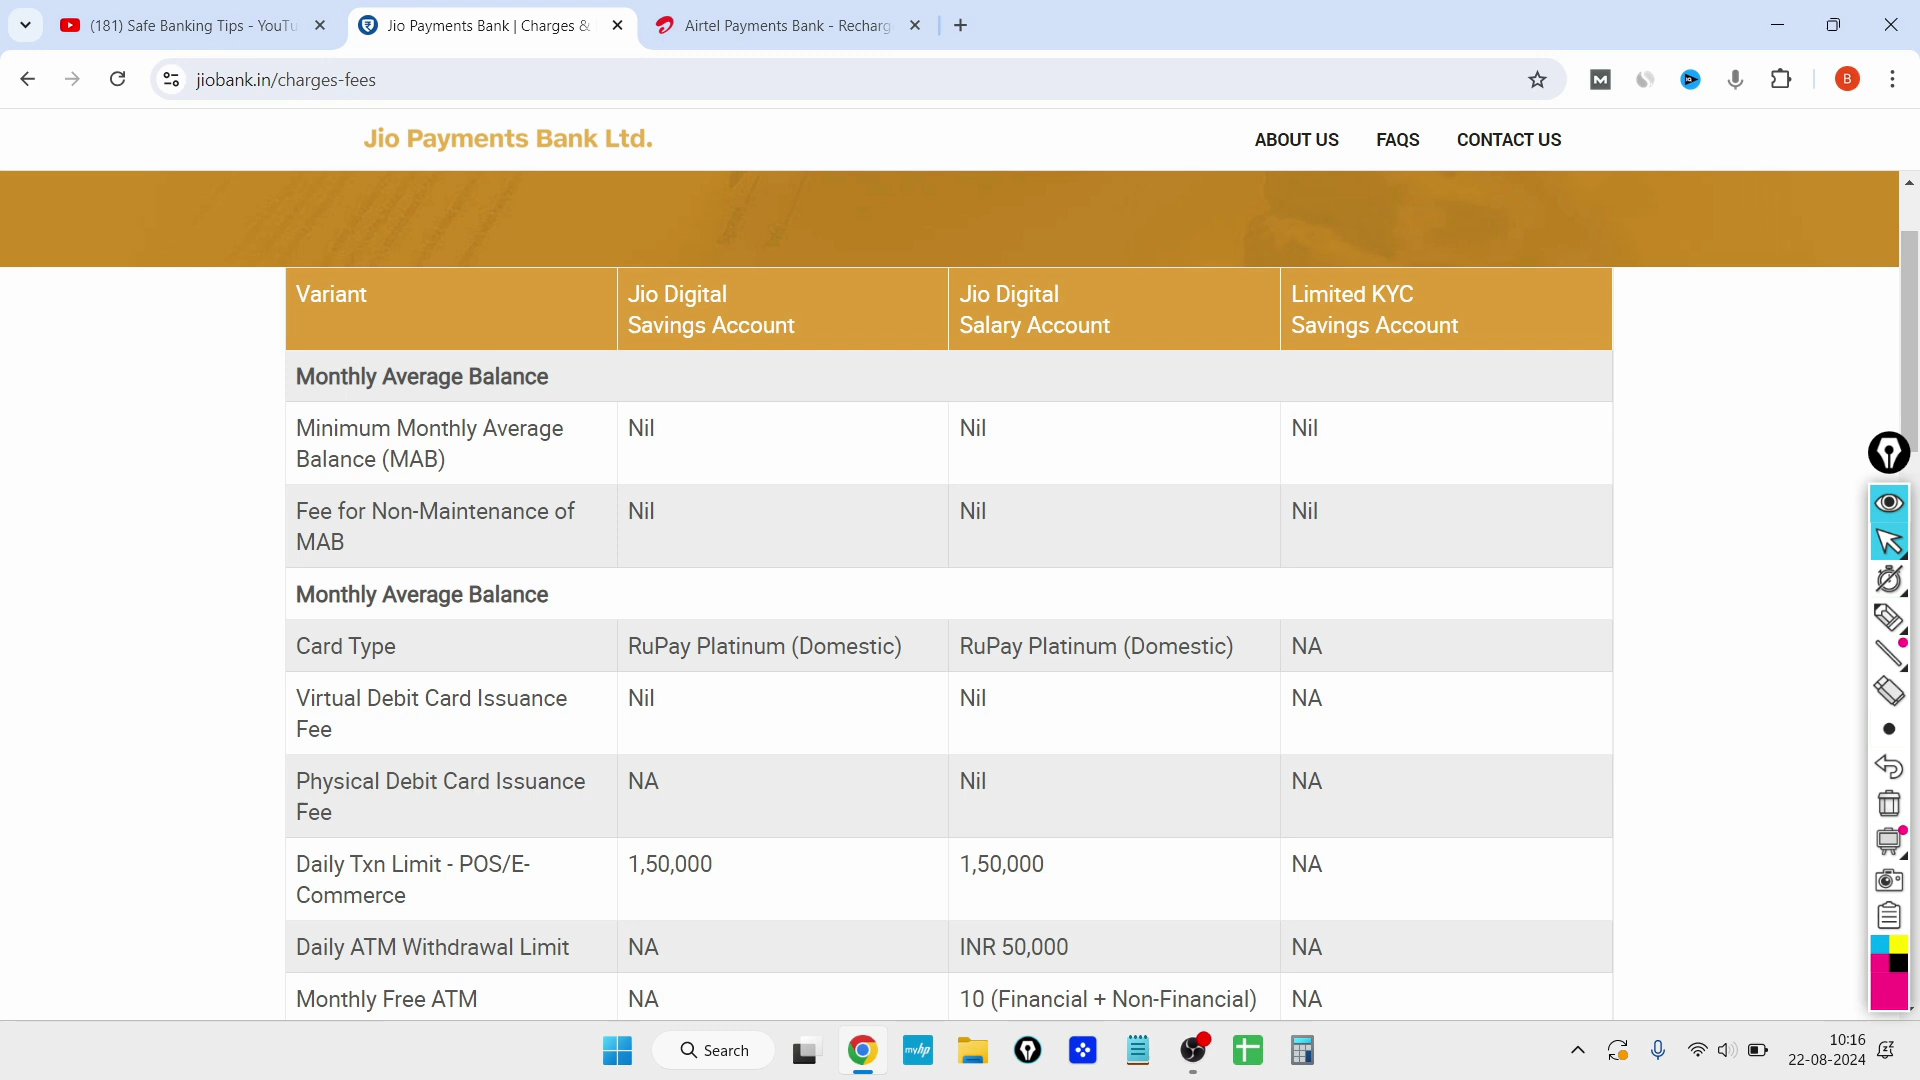 (181) Safe Banking Tips - YouTu
Jio Payments Bank | Charges &
Airtel Payments Bank - Recharg
jiobank.in/charges-fees
M
B
Jio Payments Bank Ltd.
ABOUT US
FAQS
CONTACT US
Variant
Jio Digital
Savings Account
Jio Digital
Salary Account
Limited KYC
Savings Account
Monthly Average Balance
Minimum Monthly Average
Balance (MAB)
Nil
Nil
Nil
Fee for Non-Maintenance of
MAB
Nil
Nil
Nil
Monthly Average Balance
Card Type
RuPay Platinum (Domestic)
RuPay Platinum (Domestic)
NA
Virtual Debit Card Issuance
Fee
Nil
Nil
NA
Physical Debit Card Issuance
Fee
NA
Nil
NA
Daily Txn Limit - POS/E-
Commerce
1,50,000
1,50,000
NA
Daily ATM Withdrawal Limit
NA
INR 50,000
NA
Monthly Free ATM
NA
10 (Financial + Non-Financial)
NA
Search
myhp
10:16
22-08-2024